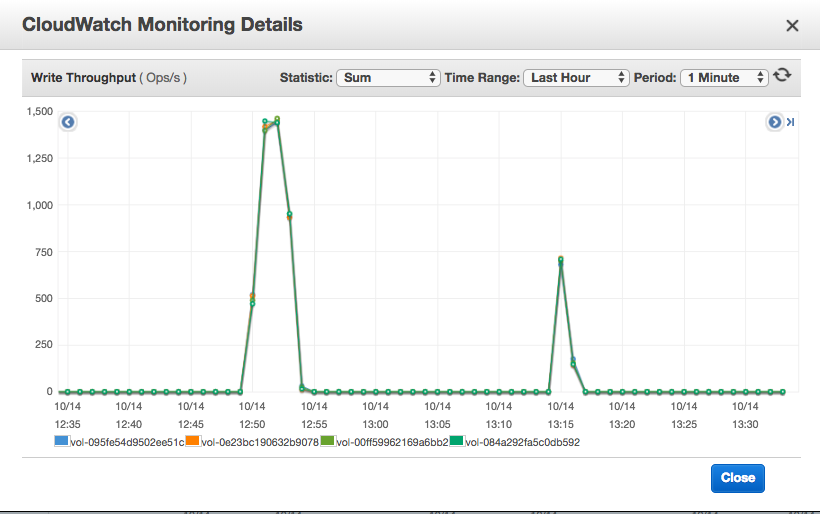 CloudWatch Monitoring Details
Write Throughput ( Ops/s ) Statistic: Sum Time Range: Last Hour Period: 1 Minute
1,500
1,250
1,000
750
500
250
0
10/14 10/14 10/14 10/14 10/14 10/14 10/14 10/14 10/14 10/14 10/14 10/14
12:35 12:40 12:45 12:50 12:55 13:00 13:05 13:10 13:15 13:20 13:25 13:30
vol-095fe54d9502ee51c vol-0e23bc190632b9078 vol-00ff59962169a6bb2 vol-084a292fa5c0db592
Close